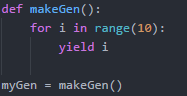 def makeGen():
    for i in range(10):
        yield i
myGen = makeGen()